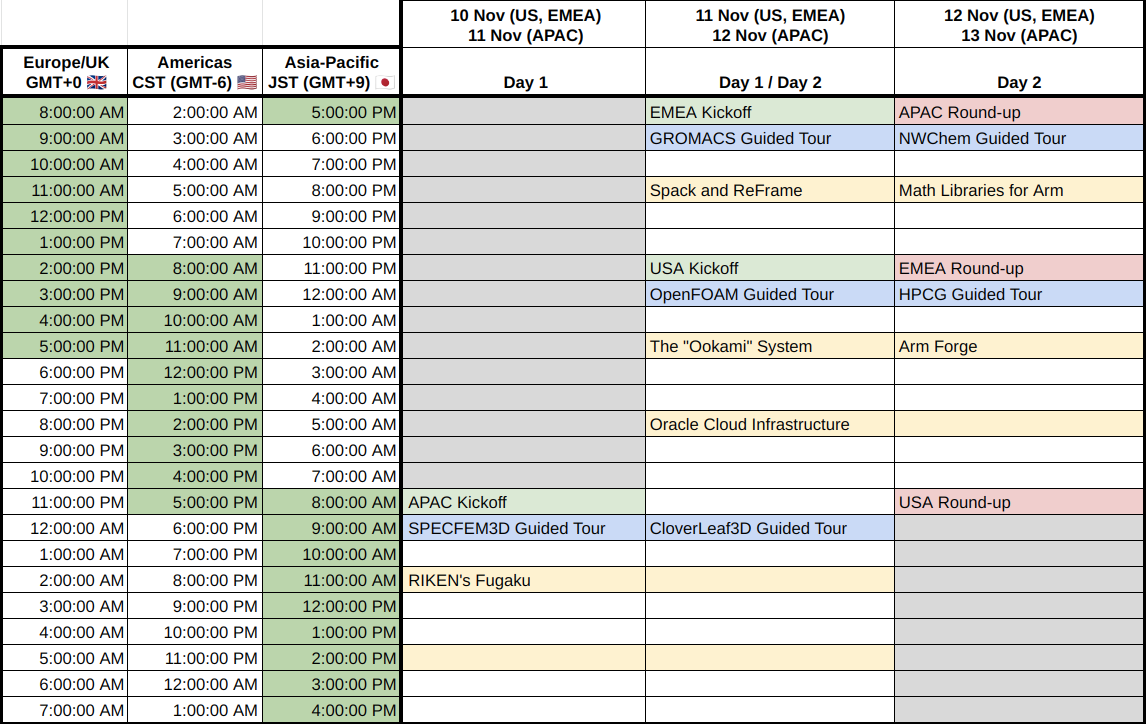 10 Nov (US, EMEA) 11 Nov (US, EMEA) 12 Nov (US, EMEA)
11 Nov (APAC) 12 Nov (APAC) 13 Nov (APAC)
Europe/UK Americas Asia-Pacific
GMT+0 CST (GMT-6) JST (GMT+9) Day 1 Day 1 / Day 2 Day 2
8:00:00 AM 2:00:00 AM 5:00:00 PM EMEA Kickoff APAC Round-up
9:00:00 AM 3:00:00 AM 6:00:00 PM GROMACS Guided Tour NWChem Guided Tour
10:00:00 AM 4:00:00 AM 7:00:00 PM
11:00:00 AM 5:00:00 AM 8:00:00 PM Spack and ReFrame Math Libraries for Arm
12:00:00 PM 6:00:00 AM 9:00:00 PM
1:00:00 PM 7:00:00 AM 10:00:00 PM
2:00:00 PM 8:00:00 AM 11:00:00 PM USA Kickoff EMEA Round-up
3:00:00 PM 9:00:00 AM 12:00:00 AM OpenFOAM Guided Tour HPCG Guided Tour
4:00:00 PM 10:00:00 AM 1:00:00 AM
5:00:00 PM 11:00:00 AM 2:00:00 AM The "Ookami" System Arm Forge
6:00:00 PM 12:00:00 PM 3:00:00 AM
7:00:00 PM 1:00:00 PM 4:00:00 AM
8:00:00 PM 2:00:00 PM 5:00:00 AM Oracle Cloud Infrastructure
9:00:00 PM 3:00:00 PM 6:00:00 AM
10:00:00 PM 4:00:00 PM 7:00:00 AM
11:00:00 PM 5:00:00 PM 8:00:00 AM APAC Kickoff USA Round-up
12:00:00 AM 6:00:00 PM 9:00:00 AM SPECFEM3D Guided Tour CloverLeaf3D Guided Tour
1:00:00 AM 7:00:00 PM 10:00:00 AM
2:00:00 AM 8:00:00 PM 11:00:00 AM RIKEN's Fugaku
3:00:00 AM 9:00:00 PM 12:00:00 PM
4:00:00 AM 10:00:00 PM 1:00:00 PM
5:00:00 AM 11:00:00 PM 2:00:00 PM
6:00:00 AM 12:00:00 AM 3:00:00 PM
7:00:00 AM 1:00:00 AM 4:00:00 PM